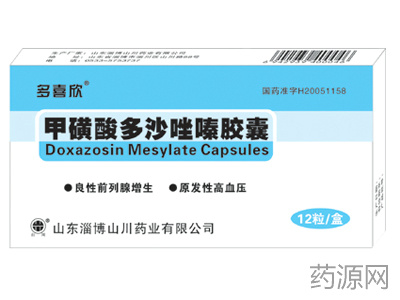 多喜欣®
国药准字H20051158
甲磺酸多沙唑嗪胶囊
Doxazosin Mesylate Capsules
●良性前列腺增生 ●原发性高血压
12粒/盒
山东淄博山川药业有限公司
药源网